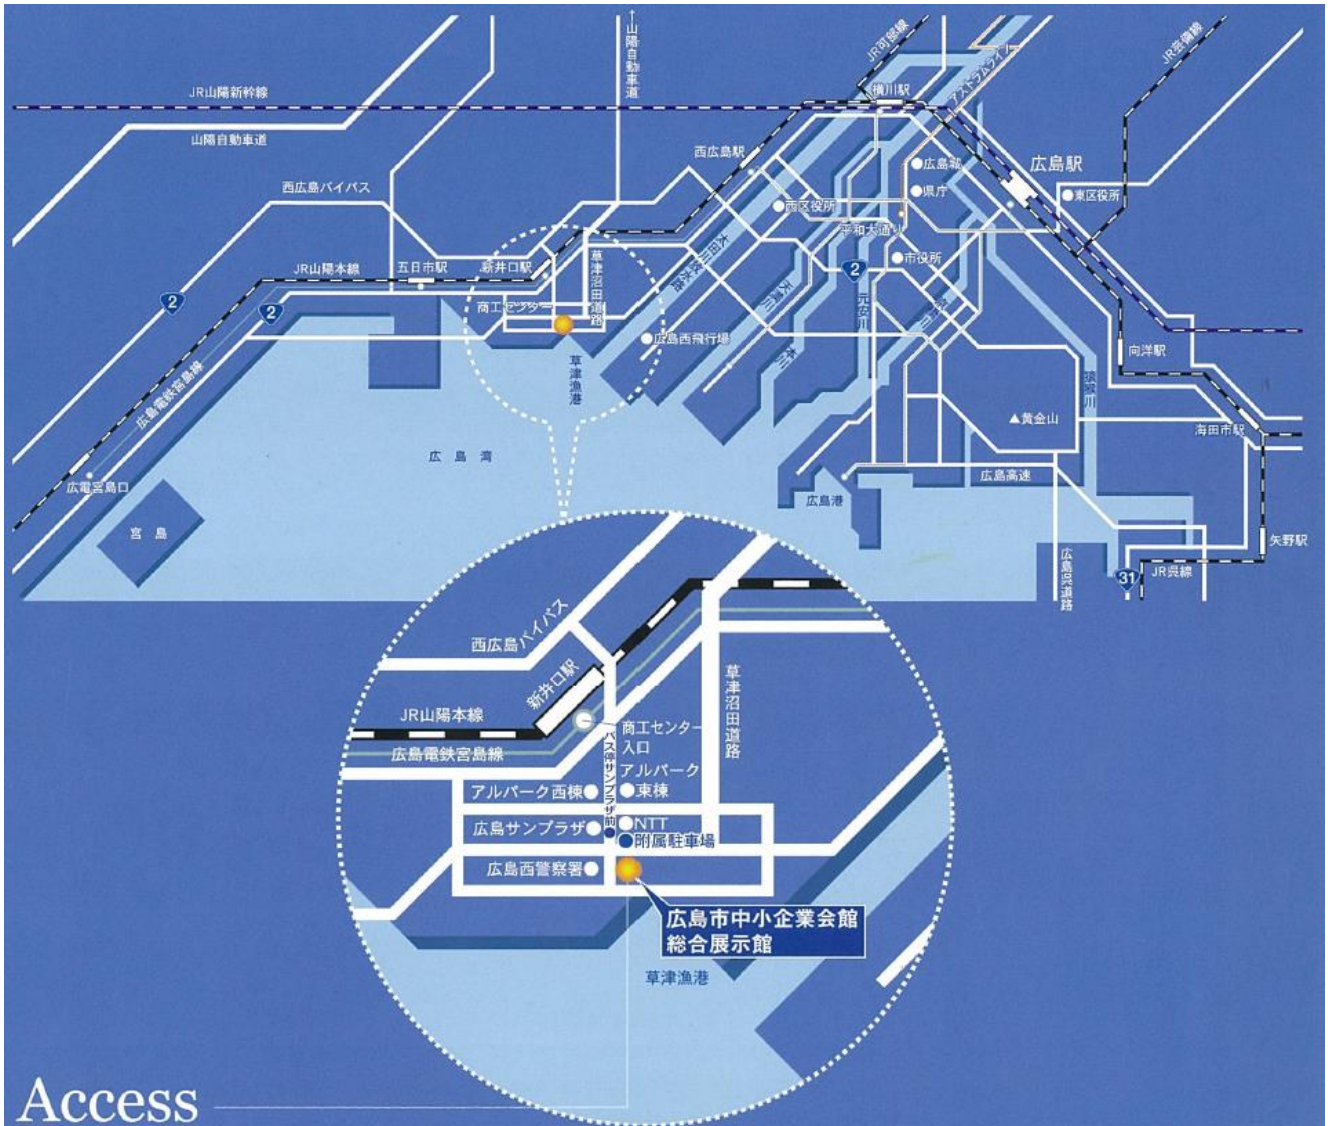 山陽自動車道
JR可部線
JR芸備線
アストラムライン
JR山陽新幹線
横川駅
山陽自動車道
西広島駅
広島城
広島駅
西広島バイパス
県庁
東区役所
西区役所
平和大通り
太田川放水路
市役所
JR山陽本線
五日市駅
新井口駅
草津沼田道路
2
2
2
天満川
元安川
商工センター
広島西飛行場
本川
向洋駅
草津漁港
猿猴川
広島電鉄宮島線
▲黄金山
海田市駅
広島湾
広電宮島口
広島港
広島高速
宮島
矢野駅
広島呉道路
31
JR呉線
西広島バイパス
新井口駅
草津沼田道路
JR山陽本線
商工センター
入口
広島電鉄宮島線
バス停サンプラザ前
アルパーク
東棟
アルパーク西棟
NTT
広島サンプラザ
附属駐車場
広島西警察署
広島市中小企業会館
総合展示館
草津漁港
Access